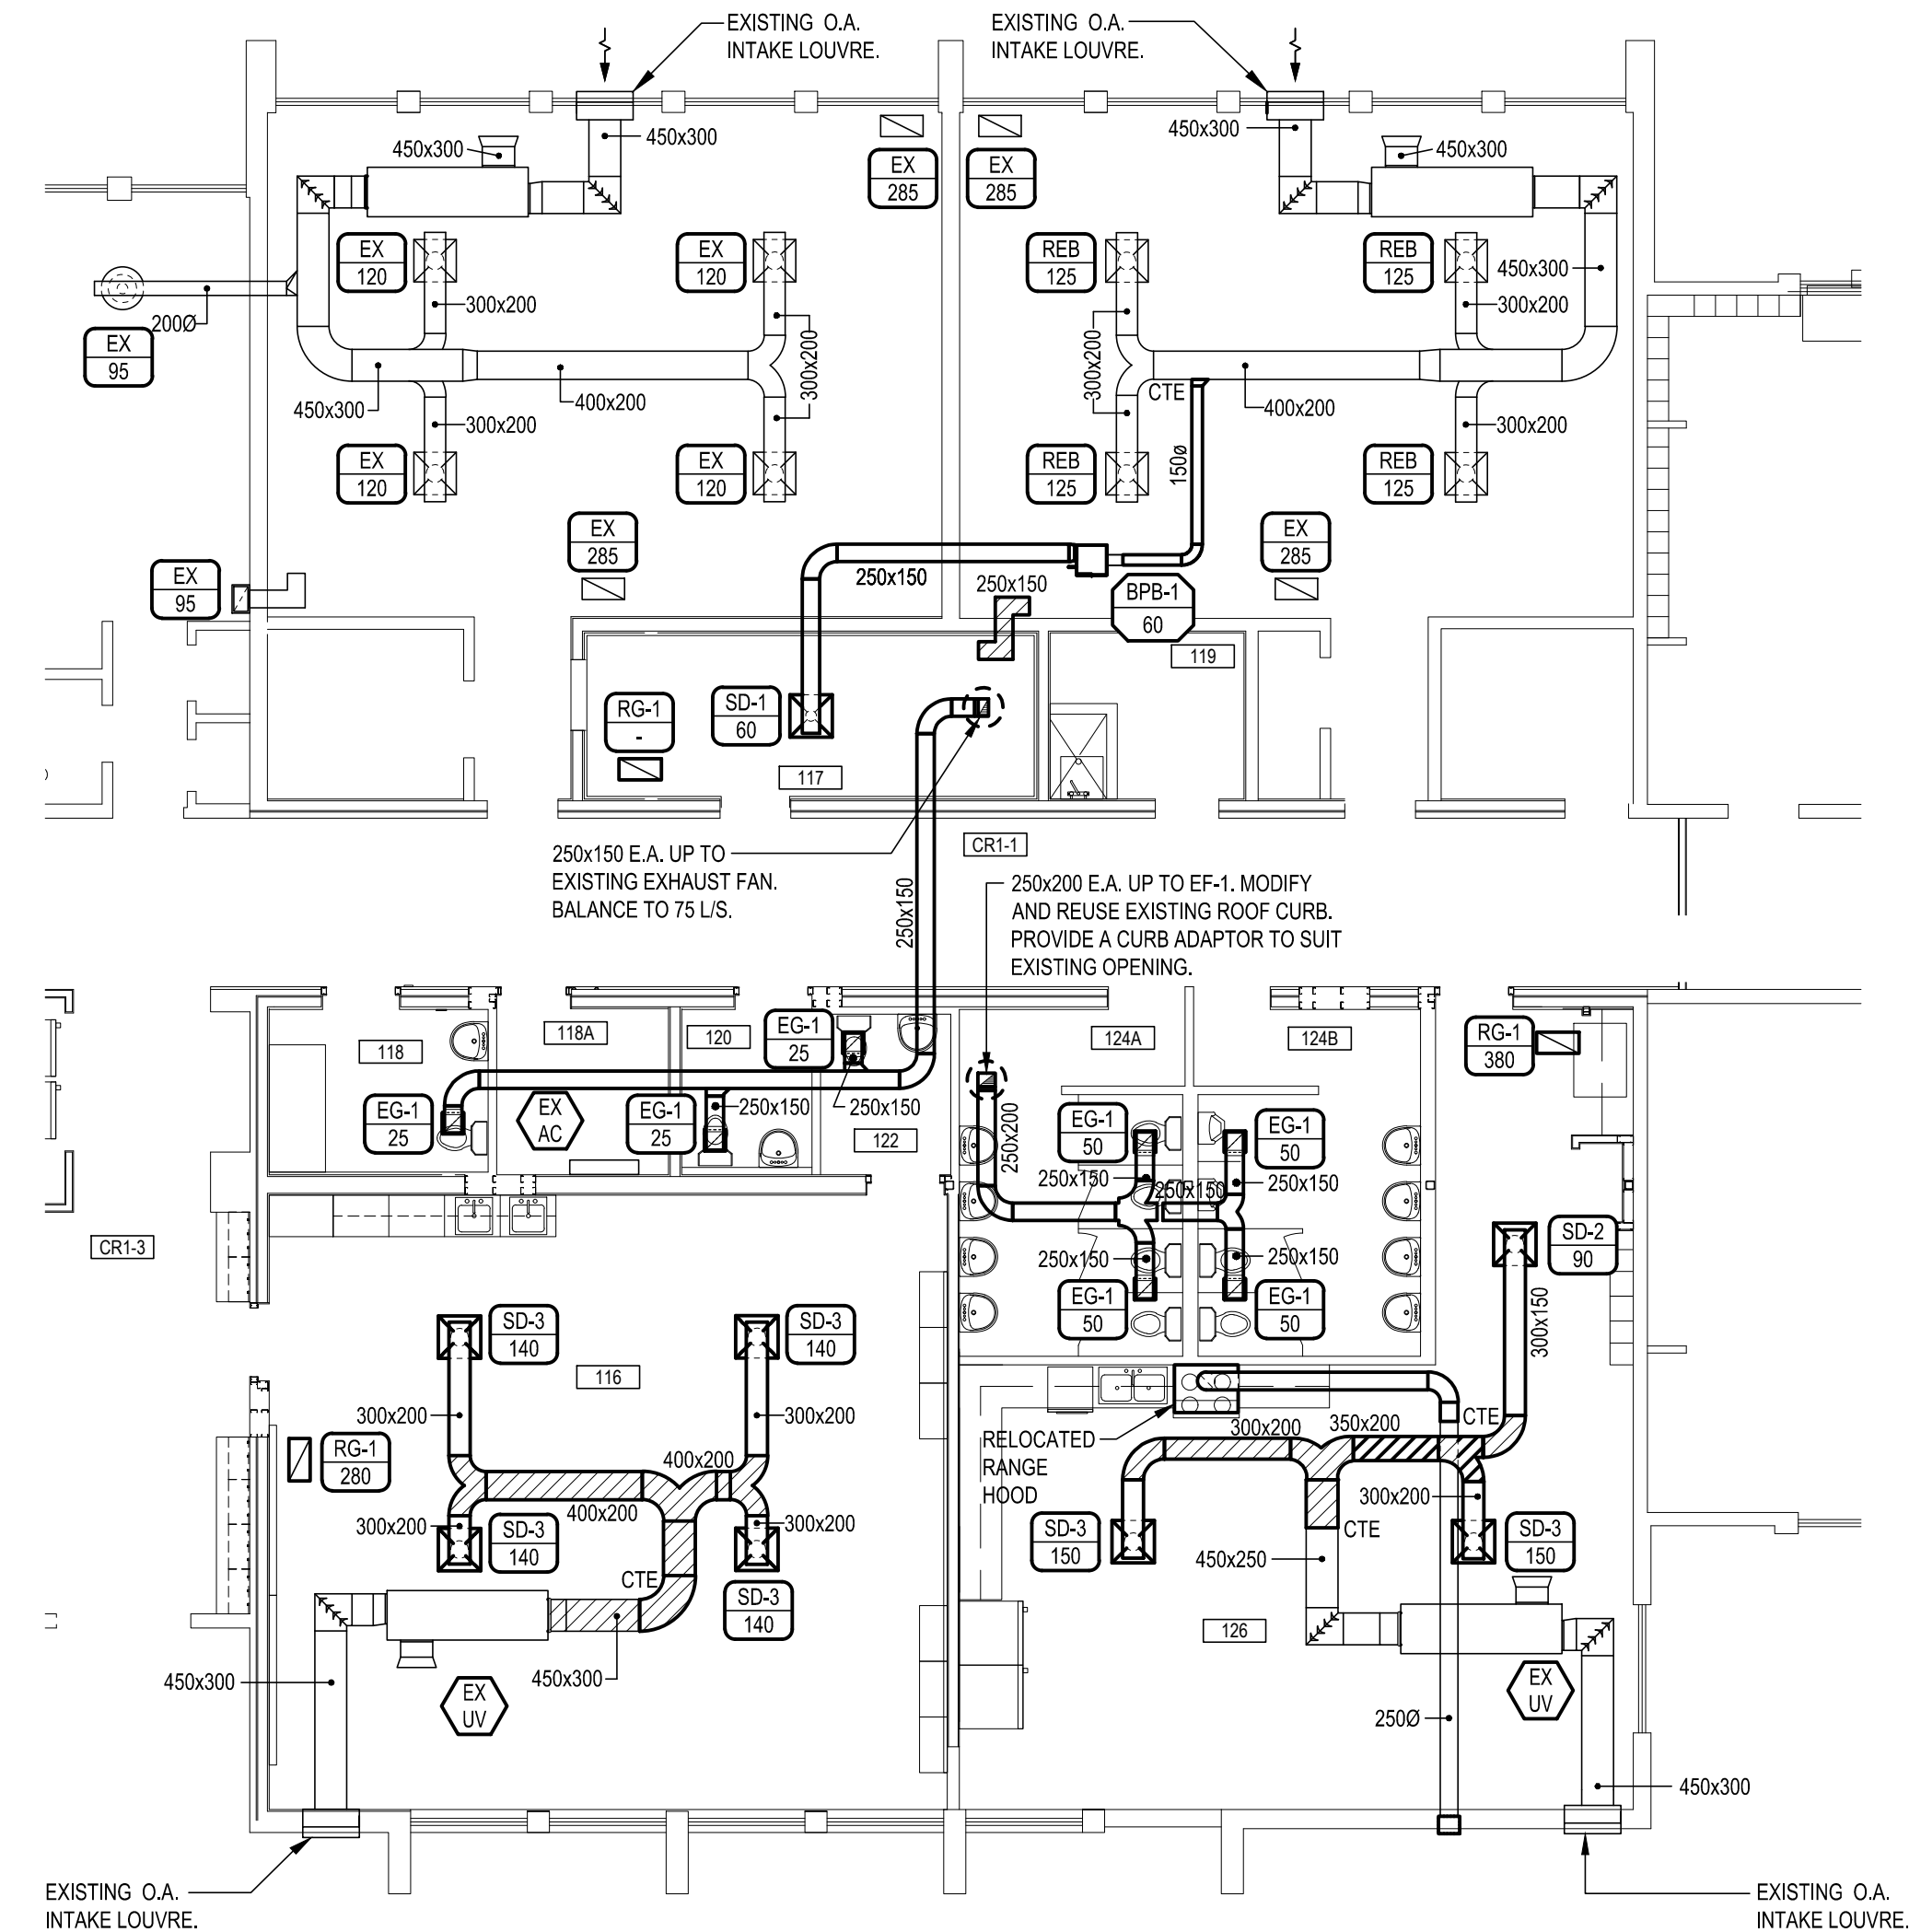 EXISTING O.A.
INTAKE LOUVRE.
EXISTING O.A.
INTAKE LOUVRE.
450x300
450x300
450x300
450x300
EX
285
EX
285
EX
120
EX
120
REB
125
REB
125
450x300
300x200
300x200
200Ø
EX
95
300x200
300x200
CTE
450x300
400x200
400x200
300x200
300x200
EX
120
EX
120
REB
125
REB
125
150ø
EX
285
EX
285
EX
95
250x150
250x150
BPB-1
60
119
RG-1
-
SD-1
60
117
CR1-1
250x150 E.A. UP TO
EXISTING EXHAUST FAN.
BALANCE TO 75 L/S.
250x150
250x200 E.A. UP TO EF-1. MODIFY
AND REUSE EXISTING ROOF CURB.
PROVIDE A CURB ADAPTOR TO SUIT
EXISTING OPENING.
118
118A
120
EG-1
25
124A
124B
RG-1
380
EG-1
25
EX
AC
EG-1
25
250x150
250x150
122
250x200
EG-1
50
EG-1
50
250x150
250x150
250x150
250x150
250x150
EG-1
50
EG-1
50
CR1-3
SD-2
90
300x150
SD-3
140
SD-3
140
116
300x200
300x200
RG-1
280
400x200
400x200
300x200
300x200
SD-3
140
SD-3
140
CTE
RELOCATED
RANGE
HOOD
300x200
350x200
CTE
300x200
CTE
SD-3
150
SD-3
150
450x250
126
450x300
450x300
EX
UV
EX
UV
250Ø
450x300
EXISTING O.A.
INTAKE LOUVRE.
EXISTING O.A.
INTAKE LOUVRE.